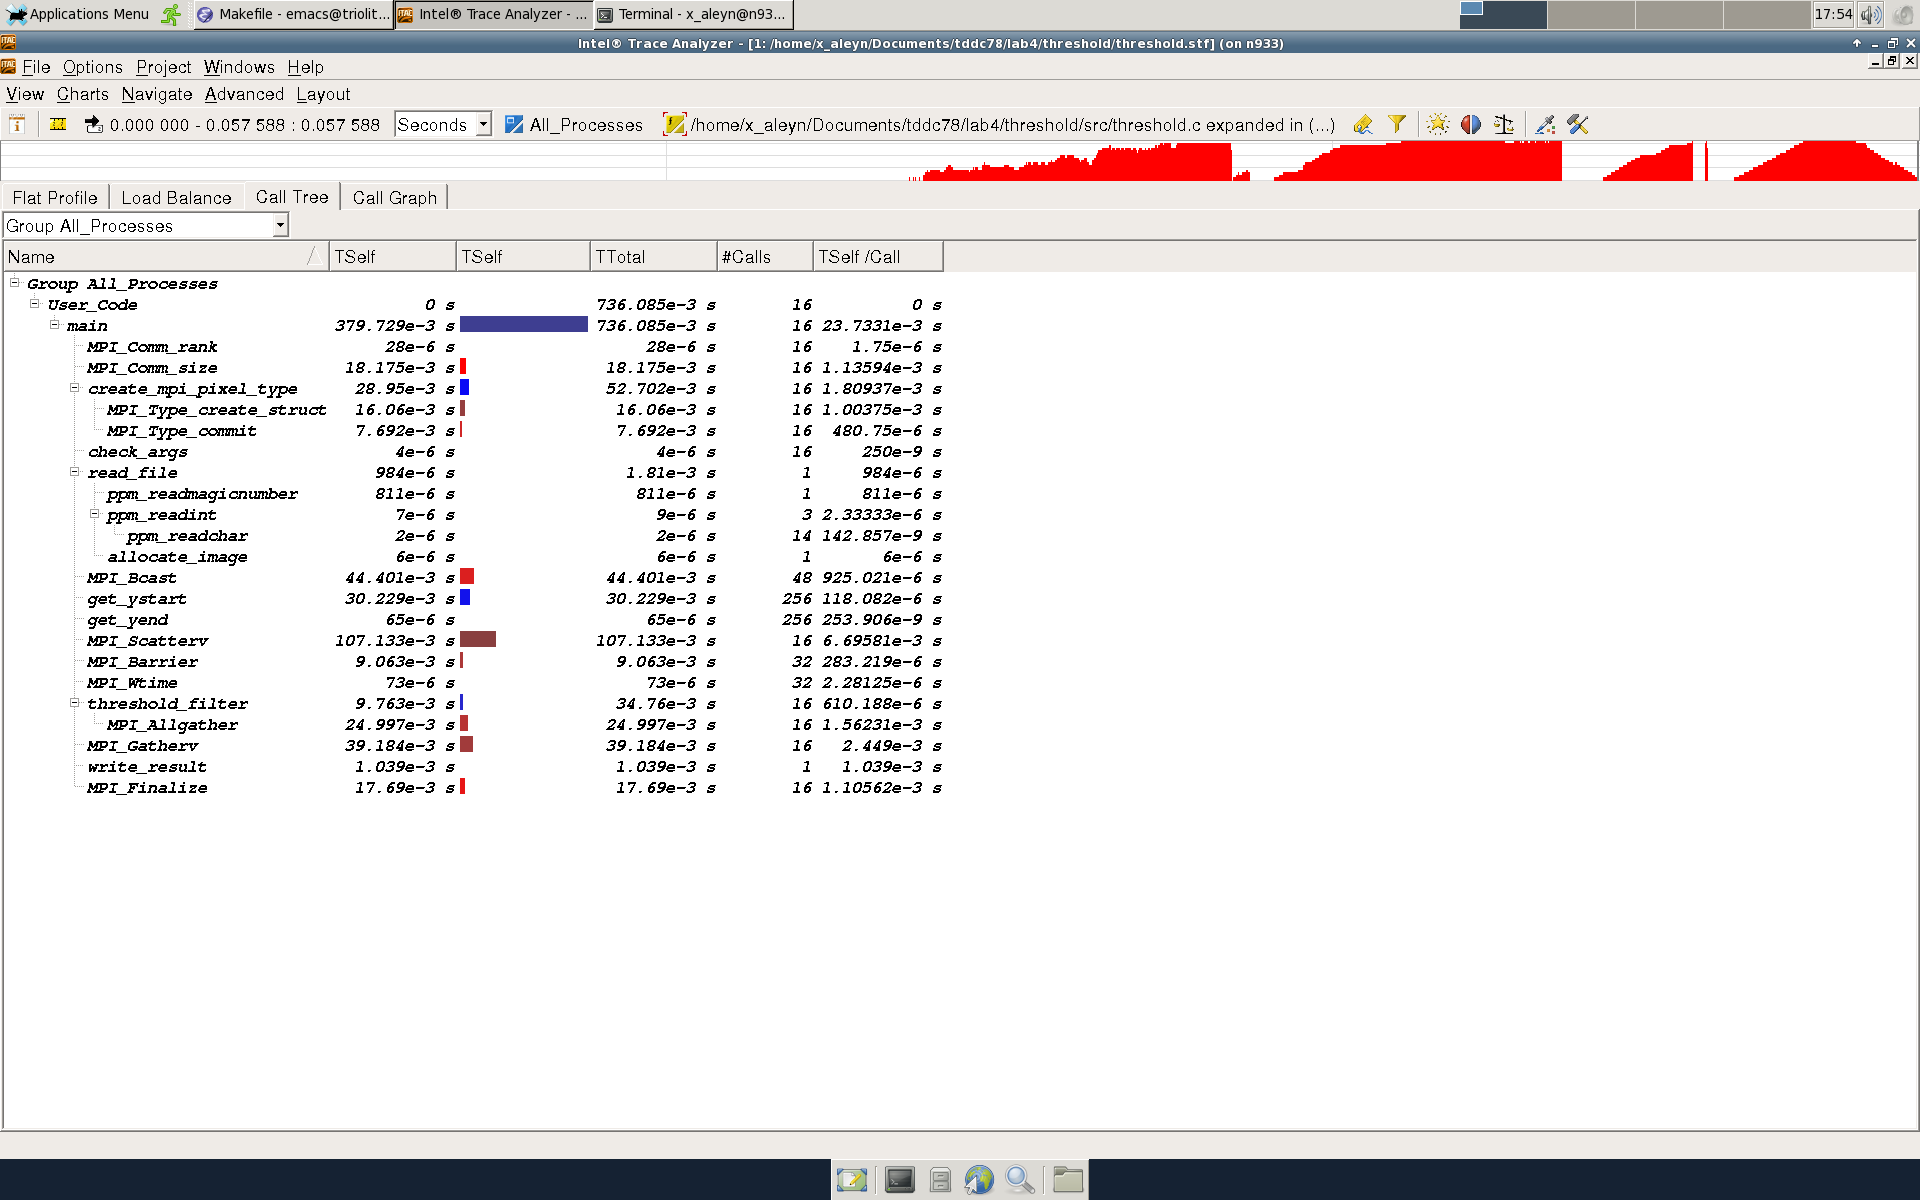 Applications Menu Makefile - emacs@triolit... Intel® Trace Analyzer - ... Terminal - x_aleyn@n93... 17:54
Intel® Trace Analyzer - [1: /home/x_aleyn/Documents/tddc78/lab4/threshold/threshold.stf] (on n933)
File Options Project Windows Help
View Charts Navigate Advanced Layout
0.000 000 - 0.057 588 : 0.057 588 Seconds All_Processes /home/x_aleyn/Documents/tddc78/lab4/threshold/src/threshold.c expanded in (...)
Flat Profile Load Balance Call Tree Call Graph
Group All_Processes
Name TSelf TSelf TTotal #Calls TSelf /Call
Group All_Processes
User_Code 0 s 736.085e-3 s 16 0 s
main 379.729e-3 s 736.085e-3 s 16 23.7331e-3 s
MPI_Comm_rank 28e-6 s 28e-6 s 16 1.75e-6 s
MPI_Comm_size 18.175e-3 s 18.175e-3 s 16 1.13594e-3 s
create_mpi_pixel_type 28.95e-3 s 52.702e-3 s 16 1.80937e-3 s
MPI_Type_create_struct 16.06e-3 s 16.06e-3 s 16 1.00375e-3 s
MPI_Type_commit 7.692e-3 s 7.692e-3 s 16 480.75e-6 s
check_args 4e-6 s 4e-6 s 16 250e-9 s
read_file 984e-6 s 1.81e-3 s 1 984e-6 s
ppm_readmagicnumber 811e-6 s 811e-6 s 1 811e-6 s
ppm_readint 7e-6 s 9e-6 s 3 2.33333e-6 s
ppm_readchar 2e-6 s 2e-6 s 14 142.857e-9 s
allocate_image 6e-6 s 6e-6 s 1 6e-6 s
MPI_Bcast 44.401e-3 s 44.401e-3 s 48 925.021e-6 s
get_ystart 30.229e-3 s 30.229e-3 s 256 118.082e-6 s
get_yend 65e-6 s 65e-6 s 256 253.906e-9 s
MPI_Scatterv 107.133e-3 s 107.133e-3 s 16 6.69581e-3 s
MPI_Barrier 9.063e-3 s 9.063e-3 s 32 283.219e-6 s
MPI_Wtime 73e-6 s 73e-6 s 32 2.28125e-6 s
threshold_filter 9.763e-3 s 34.76e-3 s 16 610.188e-6 s
MPI_Allgather 24.997e-3 s 24.997e-3 s 16 1.56231e-3 s
MPI_Gatherv 39.184e-3 s 39.184e-3 s 16 2.449e-3 s
write_result 1.039e-3 s 1.039e-3 s 1 1.039e-3 s
MPI_Finalize 17.69e-3 s 17.69e-3 s 16 1.10562e-3 s